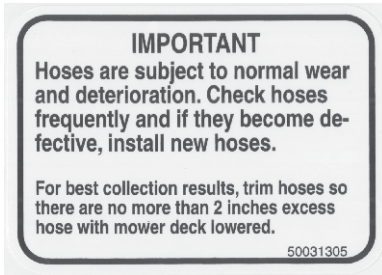 IMPORTANT
Hoses are subject to normal wear
and deterioration. Check hoses
frequently and if they become de-
fective, install new hoses.
For best collection results, trim hoses so
there are no more than 2 inches excess
hose with mower deck lowered.
50031305